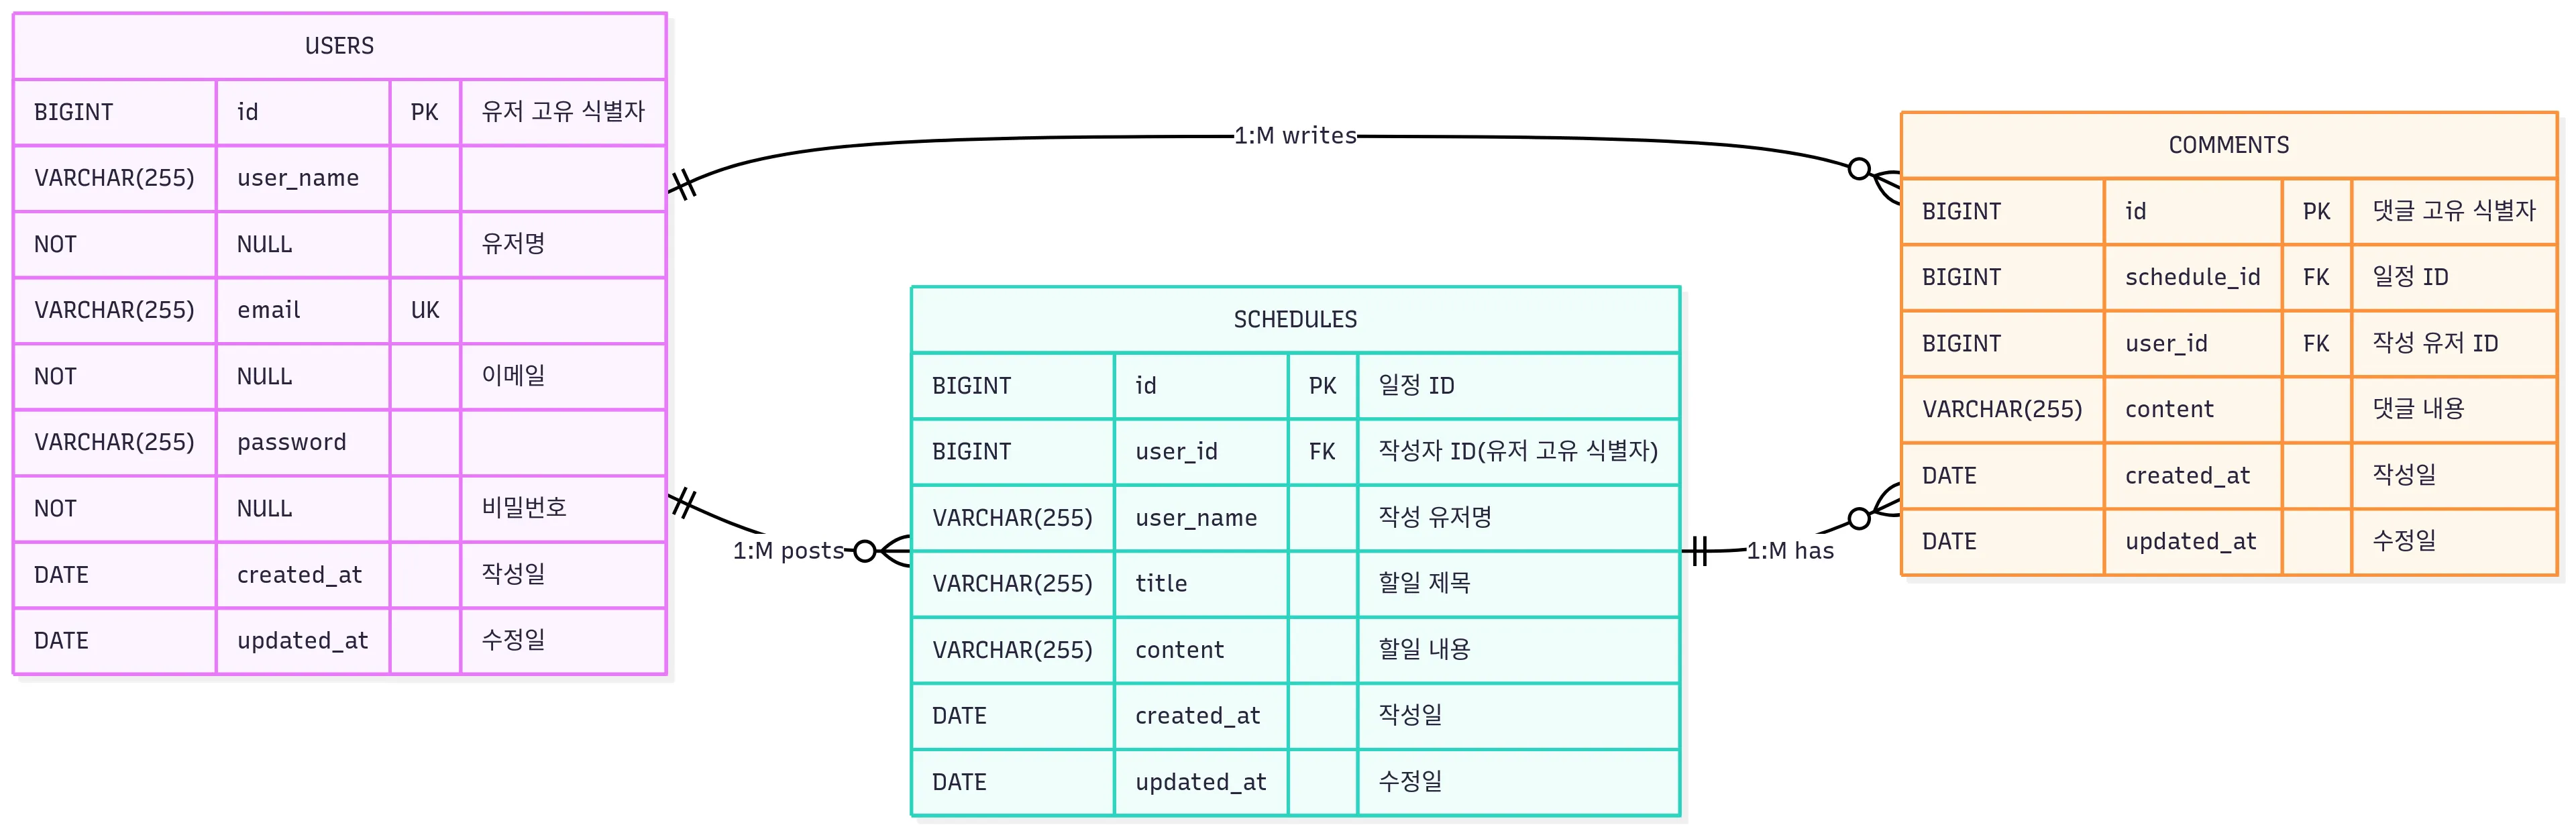 USERS
BIGINT id PK 유저 고유 식별자
VARCHAR(255) user_name
NOT NULL 유저명
VARCHAR(255) email UK
NOT NULL 이메일
VARCHAR(255) password
NOT NULL 비밀번호
DATE created_at 작성일
DATE updated_at 수정일
1:M writes
1:M posts
SCHEDULES
BIGINT id PK 일정 ID
BIGINT user_id FK 작성자 ID(유저 고유 식별자)
VARCHAR(255) user_name 작성 유저명
VARCHAR(255) title 할일 제목
VARCHAR(255) content 할일 내용
DATE created_at 작성일
DATE updated_at 수정일
1:M has
COMMENTS
BIGINT id PK 댓글 고유 식별자
BIGINT schedule_id FK 일정 ID
BIGINT user_id FK 작성 유저 ID
VARCHAR(255) content 댓글 내용
DATE created_at 작성일
DATE updated_at 수정일